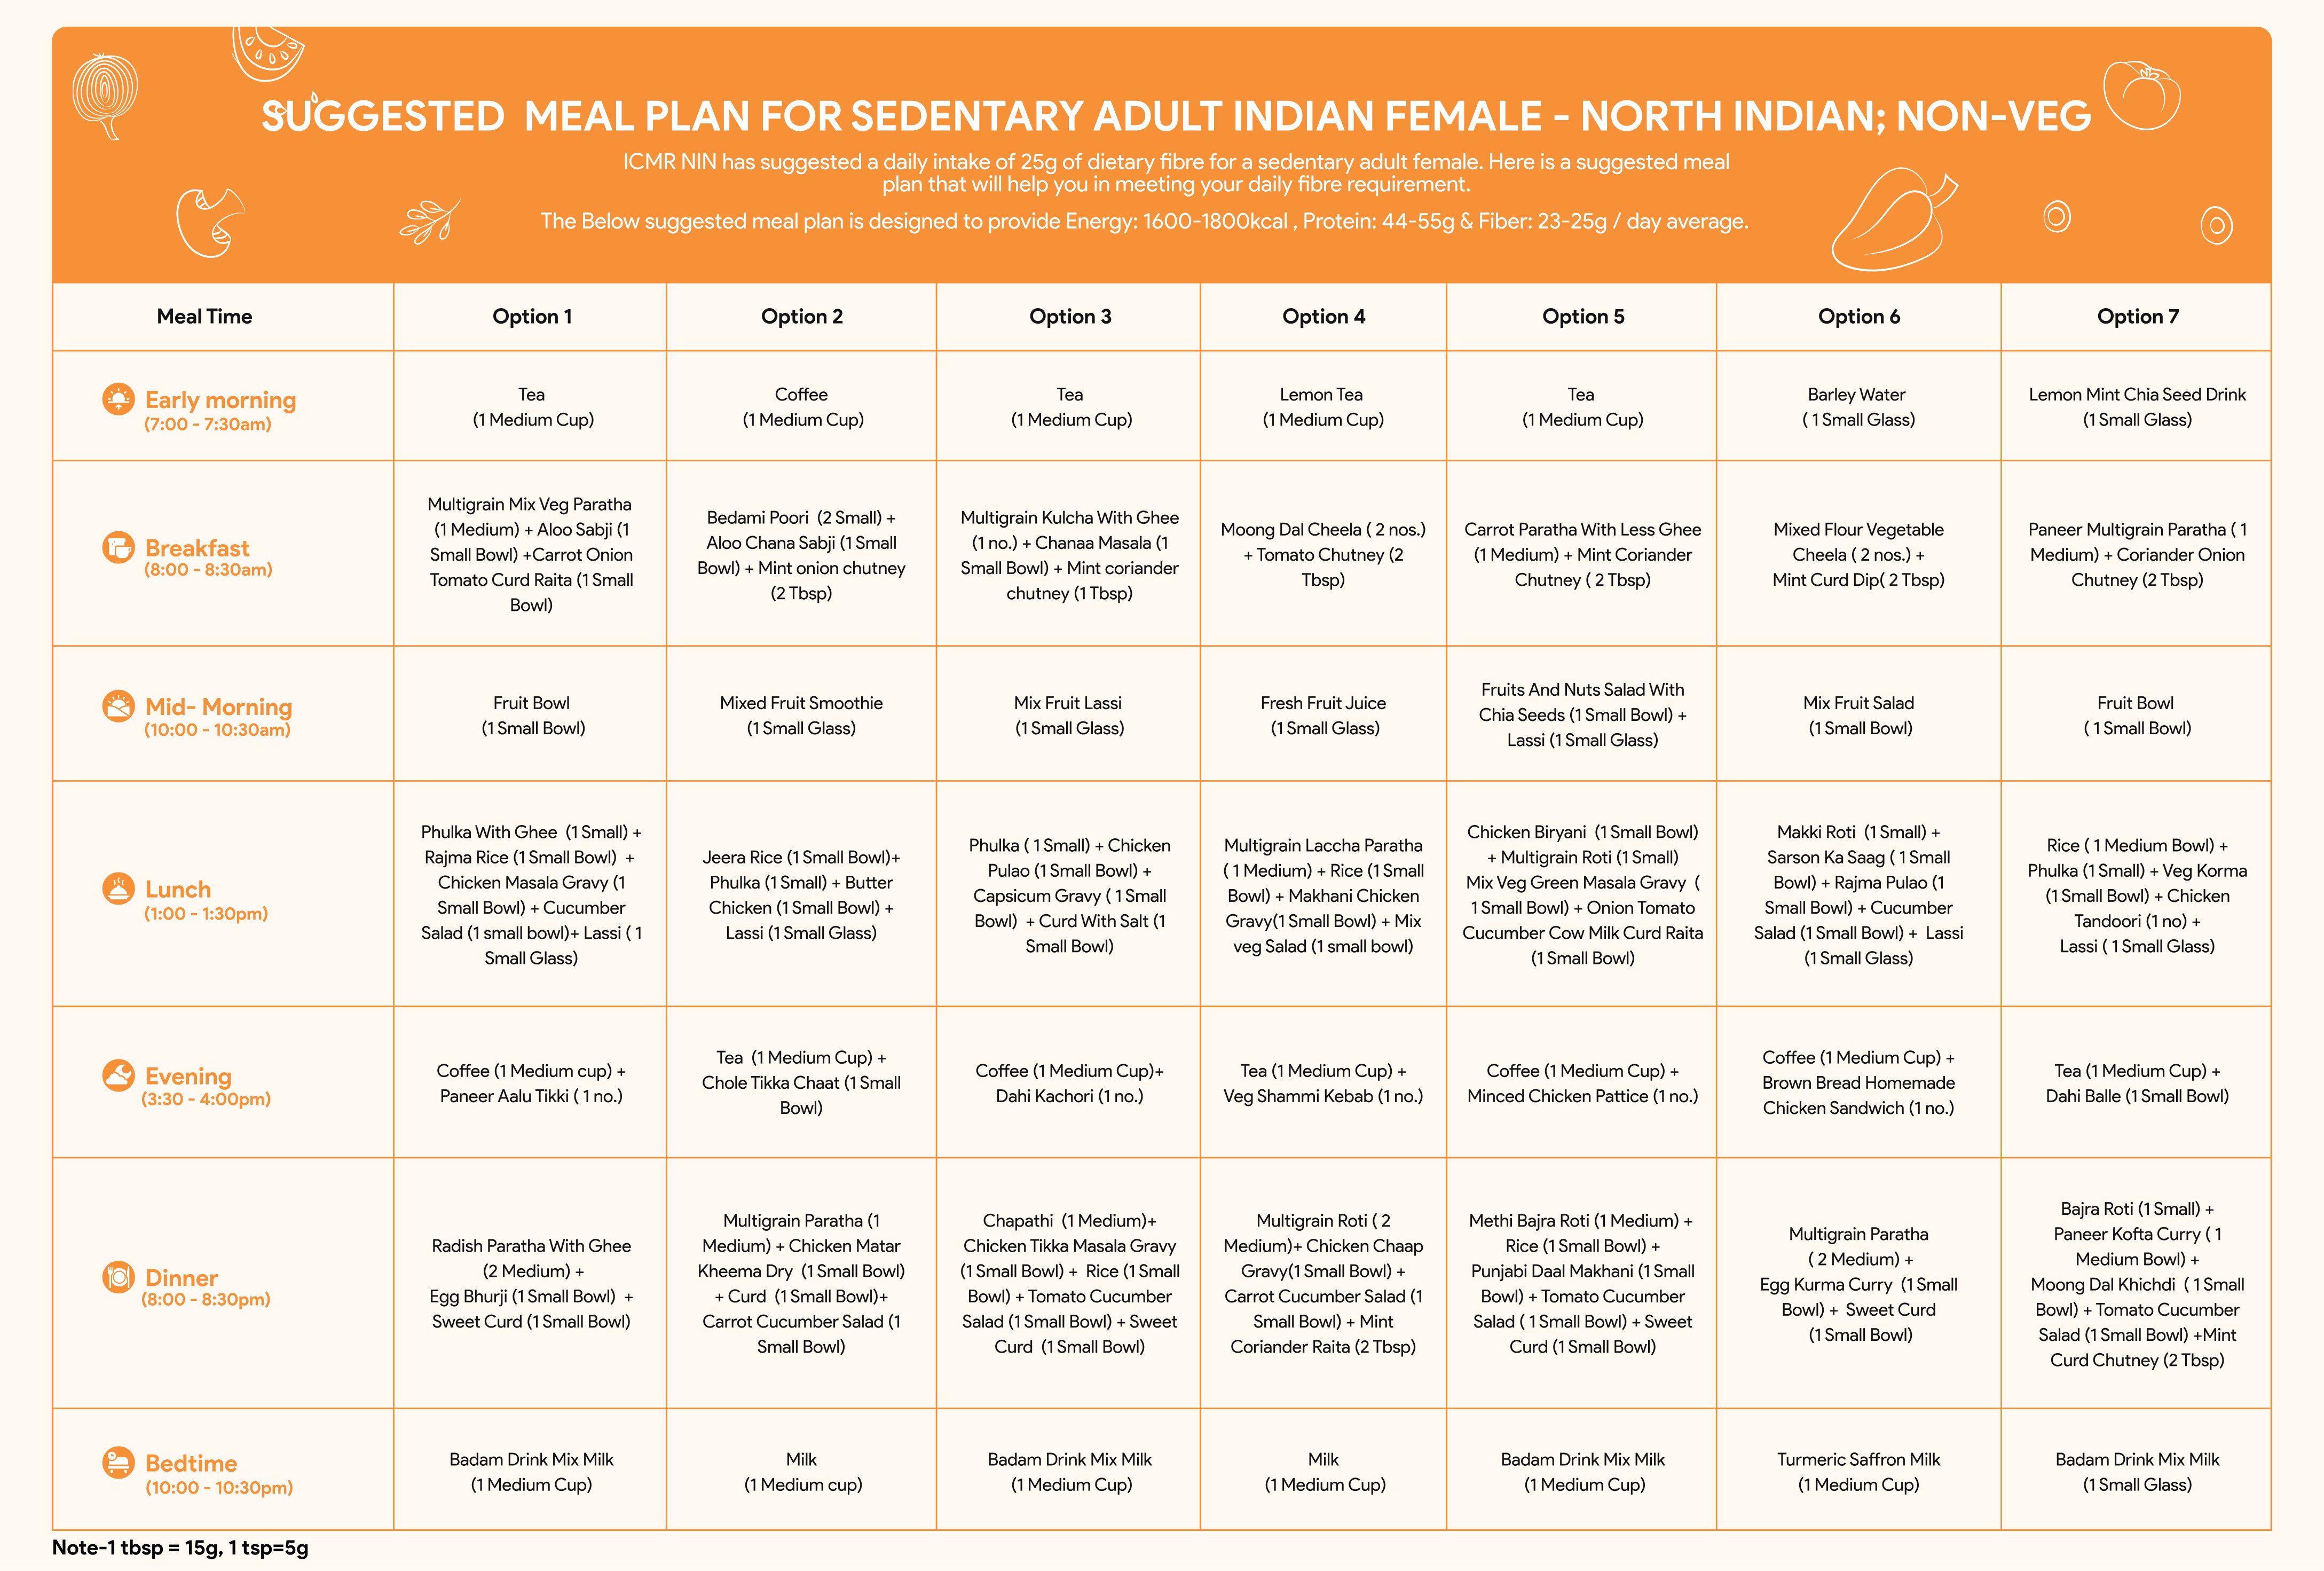 SUGGESTED MEAL PLAN FOR SEDENTARY ADULT INDIAN FEMALE - NORTH INDIAN; NON-VEG
ICMR NIN has suggested a daily intake of 25g of dietary fibre for a sedentary adult female. Here is a suggested meal
plan that will help you in meeting your daily fibre requirement.
The Below suggested meal plan is designed to provide Energy: 1600-1800kcal , Protein: 44-55g & Fiber: 23-25g / day average.
Meal Time
Option 1
Option 2
Option 3
Option 4
Option 5
Option 6
Option 7
Early morning
(7:00 - 7:30am)
Tea
(1 Medium Cup)
Coffee
(1 Medium Cup)
Tea
(1 Medium Cup)
Lemon Tea
(1 Medium Cup)
Tea
(1 Medium Cup)
Barley Water
( 1 Small Glass)
Lemon Mint Chia Seed Drink
(1 Small Glass)
Breakfast
(8:00 - 8:30am)
Multigrain Mix Veg Paratha
(1 Medium) + Aloo Sabji (1
Small Bowl) +Carrot Onion
Tomato Curd Raita (1 Small
Bowl)
Bedami Poori (2 Small) +
Aloo Chana Sabji (1 Small
Bowl) + Mint onion chutney
(2 Tbsp)
Multigrain Kulcha With Ghee
(1 no.) + Chanaa Masala (1
Small Bowl) + Mint coriander
chutney (1 Tbsp)
Moong Dal Cheela ( 2 nos.)
+ Tomato Chutney (2
Tbsp)
Carrot Paratha With Less Ghee
(1 Medium) + Mint Coriander
Chutney ( 2 Tbsp)
Mixed Flour Vegetable
Cheela ( 2 nos.) +
Mint Curd Dip( 2 Tbsp)
Paneer Multigrain Paratha ( 1
Medium) + Coriander Onion
Chutney (2 Tbsp)
Mid- Morning
(10:00 - 10:30am)
Fruit Bowl
(1 Small Bowl)
Mixed Fruit Smoothie
(1 Small Glass)
Mix Fruit Lassi
(1 Small Glass)
Fresh Fruit Juice
(1 Small Glass)
Fruits And Nuts Salad With
Chia Seeds (1 Small Bowl) +
Lassi (1 Small Glass)
Mix Fruit Salad
(1 Small Bowl)
Fruit Bowl
( 1 Small Bowl)
Lunch
(1:00 - 1:30pm)
Phulka With Ghee (1 Small) +
Rajma Rice (1 Small Bowl) +
Chicken Masala Gravy (1
Small Bowl) + Cucumber
Salad (1 small bowl)+ Lassi ( 1
Small Glass)
Jeera Rice (1 Small Bowl)+
Phulka (1 Small) + Butter
Chicken (1 Small Bowl) +
Lassi (1 Small Glass)
Phulka ( 1 Small) + Chicken
Pulao (1 Small Bowl) +
Capsicum Gravy ( 1 Small
Bowl) + Curd With Salt (1
Small Bowl)
Multigrain Laccha Paratha
( 1 Medium) + Rice (1 Small
Bowl) + Makhani Chicken
Gravy(1 Small Bowl) + Mix
veg Salad (1 small bowl)
Chicken Biryani (1 Small Bowl)
+ Multigrain Roti (1 Small)
Mix Veg Green Masala Gravy (
1 Small Bowl) + Onion Tomato
Cucumber Cow Milk Curd Raita
(1 Small Bowl)
Makki Roti (1 Small) +
Sarson Ka Saag ( 1 Small
Bowl) + Rajma Pulao (1
Small Bowl) + Cucumber
Salad (1 Small Bowl) + Lassi
(1 Small Glass)
Rice ( 1 Medium Bowl) +
Phulka (1 Small) + Veg Korma
(1 Small Bowl) + Chicken
Tandoori (1 no) +
Lassi ( 1 Small Glass)
Evening
(3:30 - 4:00pm)
Coffee (1 Medium cup) +
Paneer Aalu Tikki ( 1 no.)
Tea (1 Medium Cup) +
Chole Tikka Chaat (1 Small
Bowl)
Coffee (1 Medium Cup)+
Dahi Kachori (1 no.)
Tea (1 Medium Cup) +
Veg Shammi Kebab (1 no.)
Coffee (1 Medium Cup) +
Minced Chicken Pattice (1 no.)
Coffee (1 Medium Cup) +
Brown Bread Homemade
Chicken Sandwich (1 no.)
Tea (1 Medium Cup) +
Dahi Balle (1 Small Bowl)
Dinner
(8:00 - 8:30pm)
Radish Paratha With Ghee
(2 Medium) +
Egg Bhurji (1 Small Bowl) +
Sweet Curd (1 Small Bowl)
Multigrain Paratha (1
Medium) + Chicken Matar
Kheema Dry (1 Small Bowl)
+ Curd (1 Small Bowl)+
Carrot Cucumber Salad (1
Small Bowl)
Chapathi (1 Medium)+
Chicken Tikka Masala Gravy
(1 Small Bowl) + Rice (1 Small
Bowl) + Tomato Cucumber
Salad (1 Small Bowl) + Sweet
Curd (1 Small Bowl)
Multigrain Roti ( 2
Medium)+ Chicken Chaap
Gravy(1 Small Bowl) +
Carrot Cucumber Salad (1
Small Bowl) + Mint
Coriander Raita (2 Tbsp)
Methi Bajra Roti (1 Medium) +
Rice (1 Small Bowl) +
Punjabi Daal Makhani (1 Small
Bowl) + Tomato Cucumber
Salad ( 1 Small Bowl) + Sweet
Curd (1 Small Bowl)
Multigrain Paratha
( 2 Medium) +
Egg Kurma Curry (1 Small
Bowl) + Sweet Curd
(1 Small Bowl)
Bajra Roti (1 Small) +
Paneer Kofta Curry ( 1
Medium Bowl) +
Moong Dal Khichdi ( 1 Small
Bowl) + Tomato Cucumber
Salad (1 Small Bowl) +Mint
Curd Chutney (2 Tbsp)
Bedtime
(10:00 - 10:30pm)
Badam Drink Mix Milk
(1 Medium Cup)
Milk
(1 Medium cup)
Badam Drink Mix Milk
(1 Medium Cup)
Milk
(1 Medium Cup)
Badam Drink Mix Milk
(1 Medium Cup)
Turmeric Saffron Milk
(1 Medium Cup)
Badam Drink Mix Milk
(1 Small Glass)
Note-1 tbsp = 15g, 1 tsp=5g